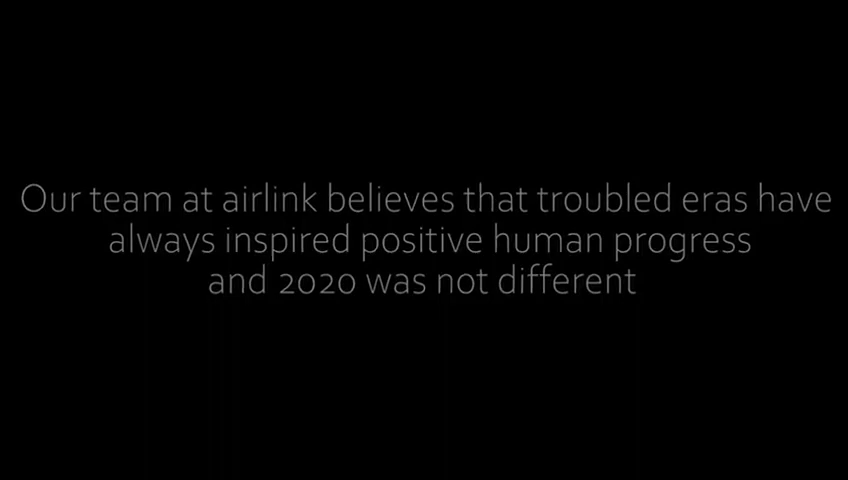 Our team at airlink believes that troubled eras have
always inspired positive human progress
and 2020 was not different